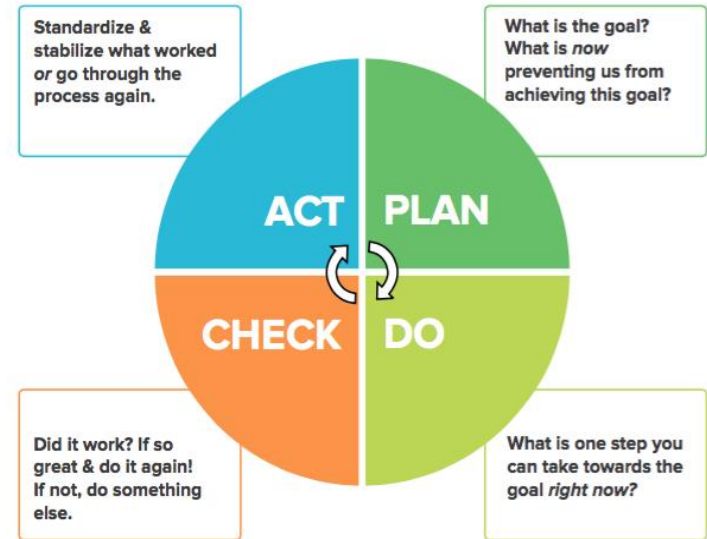 Standardize &
stabilize what worked
or go through the
process again.
What is the goal?
What is now
preventing us from
achieving this goal?
ACT
PLAN
CHECK
DO
Did it work? If so
great & do it again!
If not, do something
else.
What is one step you
can take towards the
goal right now?